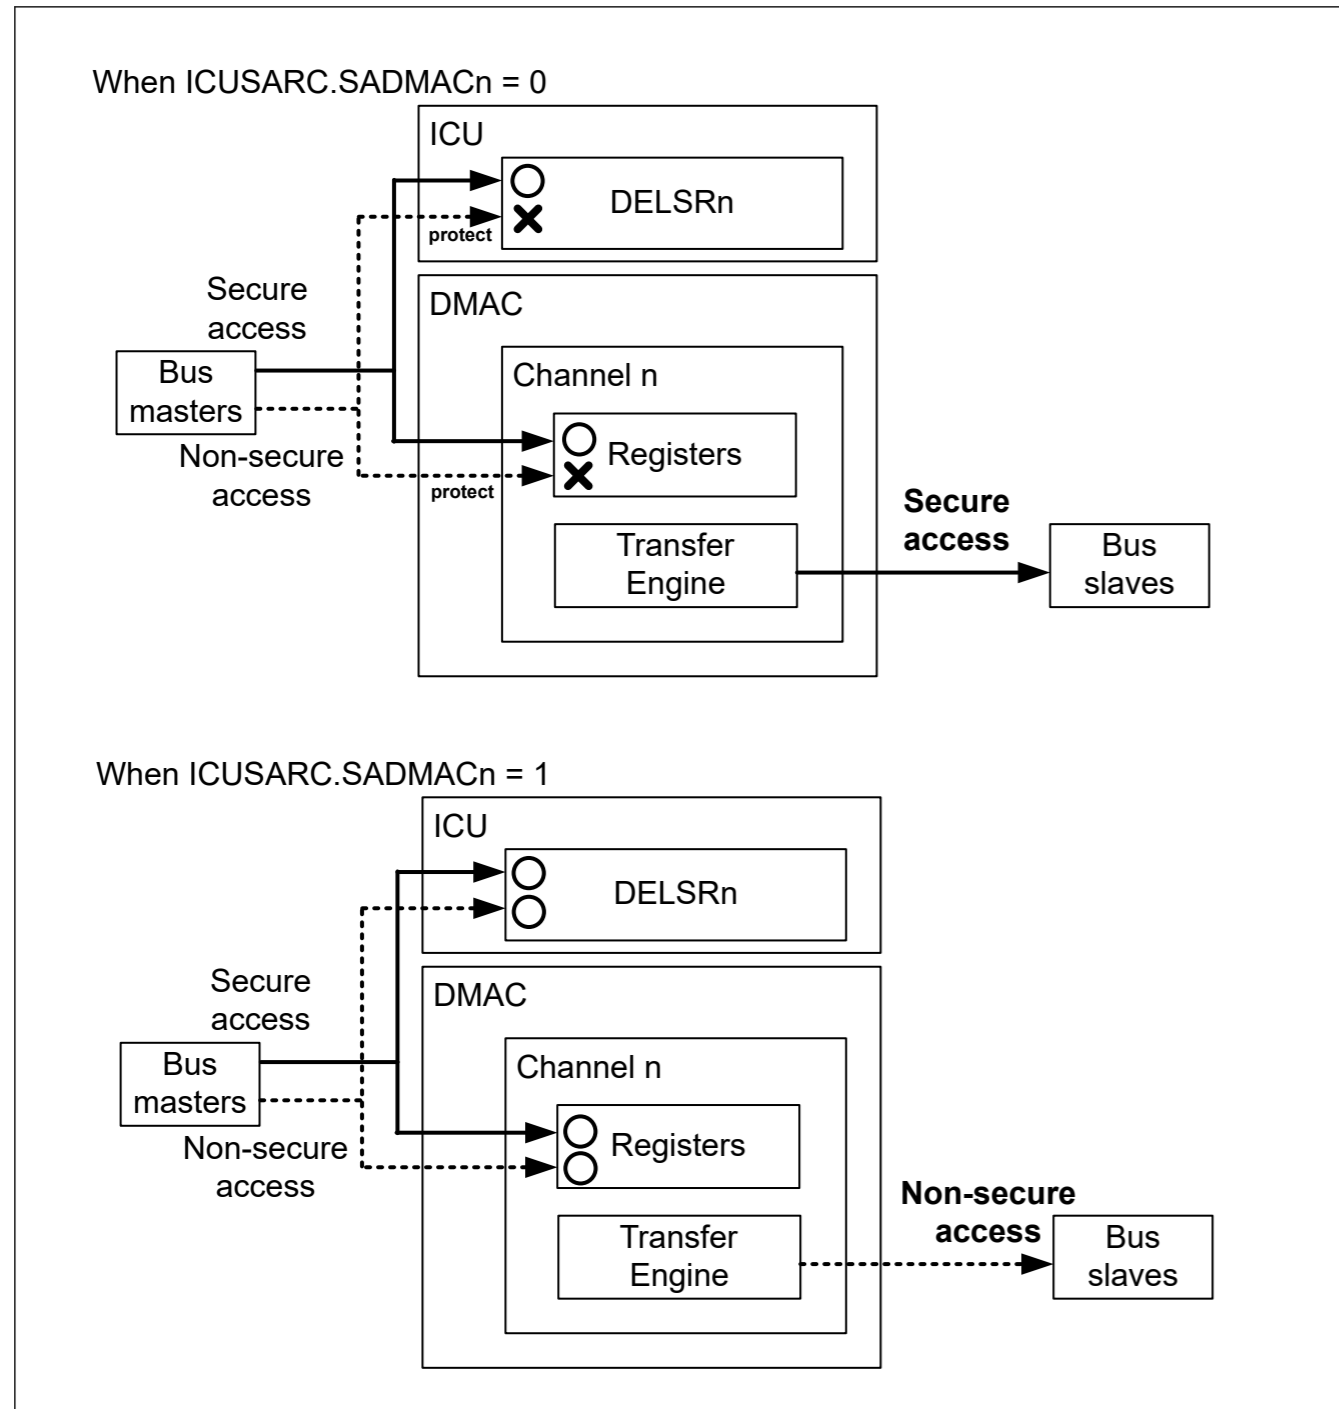 When ICUSARC.SADMACn = 0
ICU
DELSRn
protect
Secure
access
DMAC
Bus
masters
Channel n
Registers
Non-secure
access
protect
Transfer
Engine
Secure
access
Bus
slaves
When ICUSARC.SADMACn = 1
ICU
DELSRn
Secure
access
DMAC
Bus
masters
Channel n
Registers
Non-secure
access
Transfer
Engine
Non-secure
access
Bus
slaves